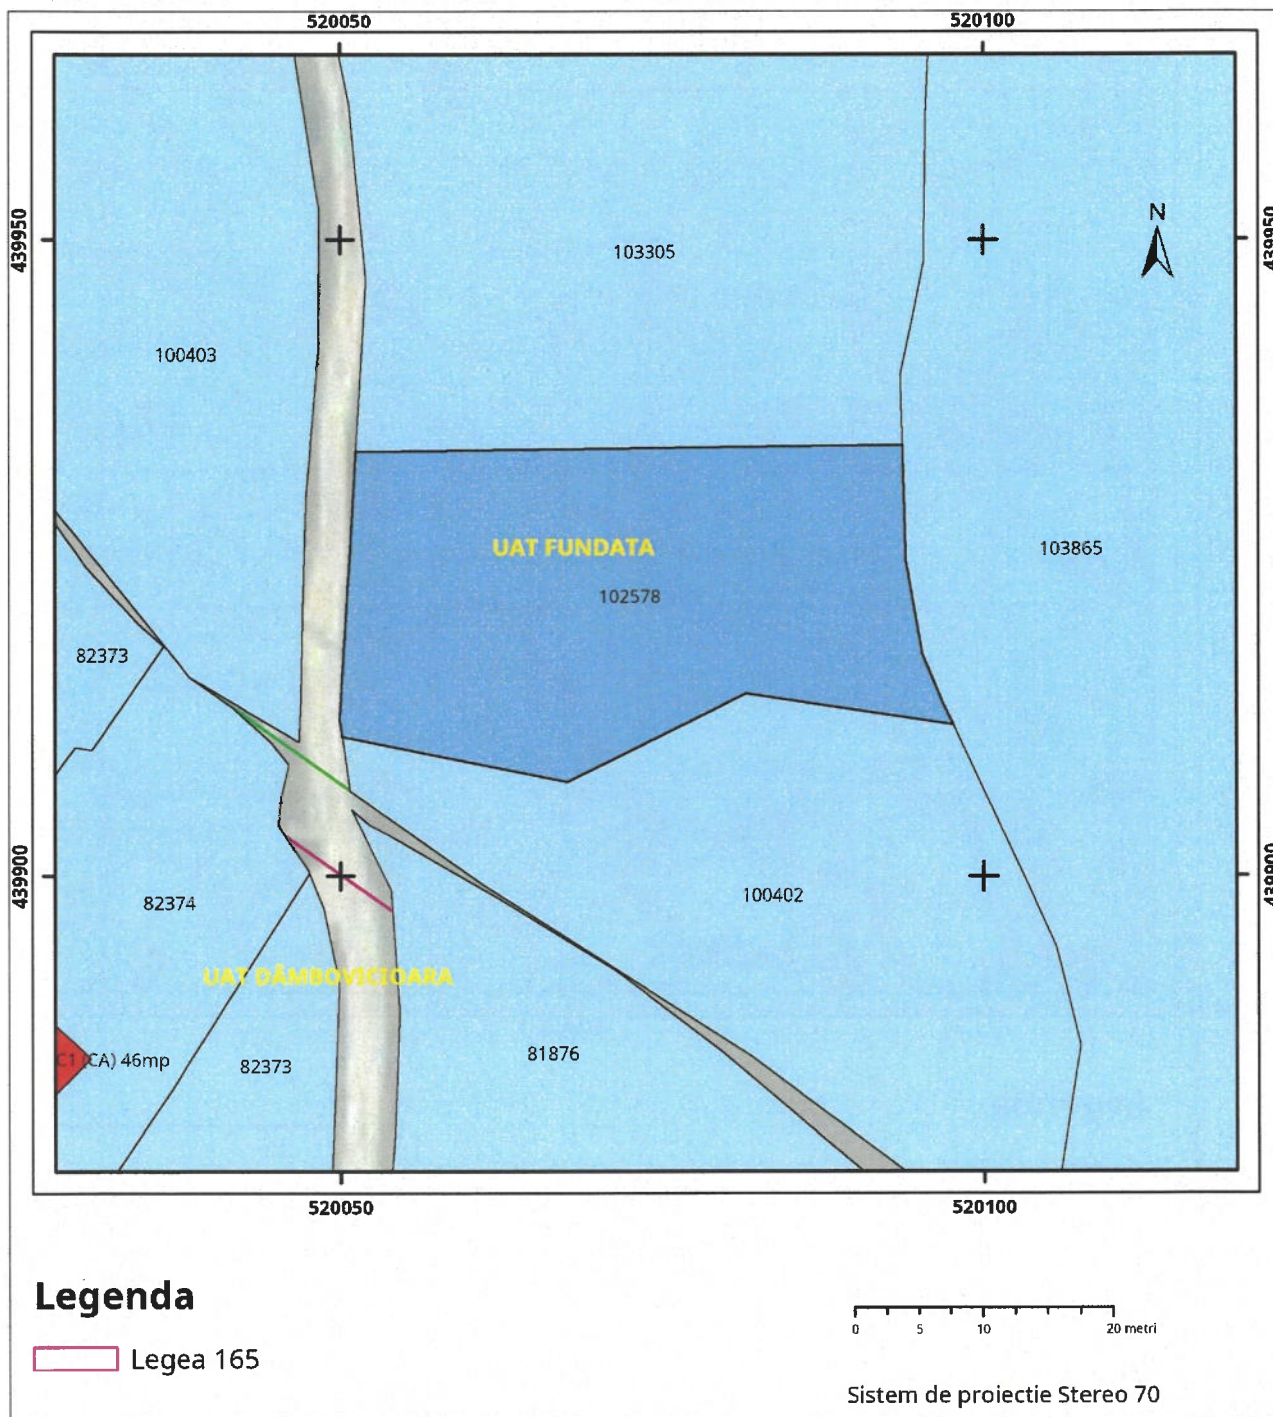 520050 520100
439950 439950
N
103305
100403
UAT FUNDATA
103865
102578
82373
439900 439900
100402
82374
UAT DÂMBOVICIOARA
81876
C1 (CA) 46mp
82373
520050 520100
Legenda
Legea 165
0 5 10 20 metri
Sistem de proiectie Stereo 70